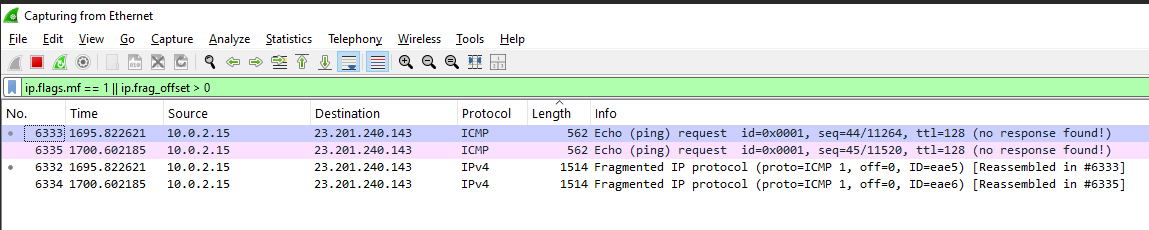 Capturing from Ethernet
File Edit View Go Capture Analyze Statistics Telephony Wireless Tools Help
ip.flags.mf == 1 || ip.frag_offset > 0
No. Time Source Destination Protocol Length Info
6333 1695.822621 10.0.2.15 23.201.240.143 ICMP 562 Echo (ping) request id=0x0001, seq=44/11264, ttl=128 (no response found!)
6335 1700.602185 10.0.2.15 23.201.240.143 ICMP 562 Echo (ping) request id=0x0001, seq=45/11520, ttl=128 (no response found!)
6332 1695.822621 10.0.2.15 23.201.240.143 IPv4 1514 Fragmented IP protocol (proto=ICMP 1, off=0, ID=eae5) [Reassembled in #6333]
6334 1700.602185 10.0.2.15 23.201.240.143 IPv4 1514 Fragmented IP protocol (proto=ICMP 1, off=0, ID=eae6) [Reassembled in #6335]